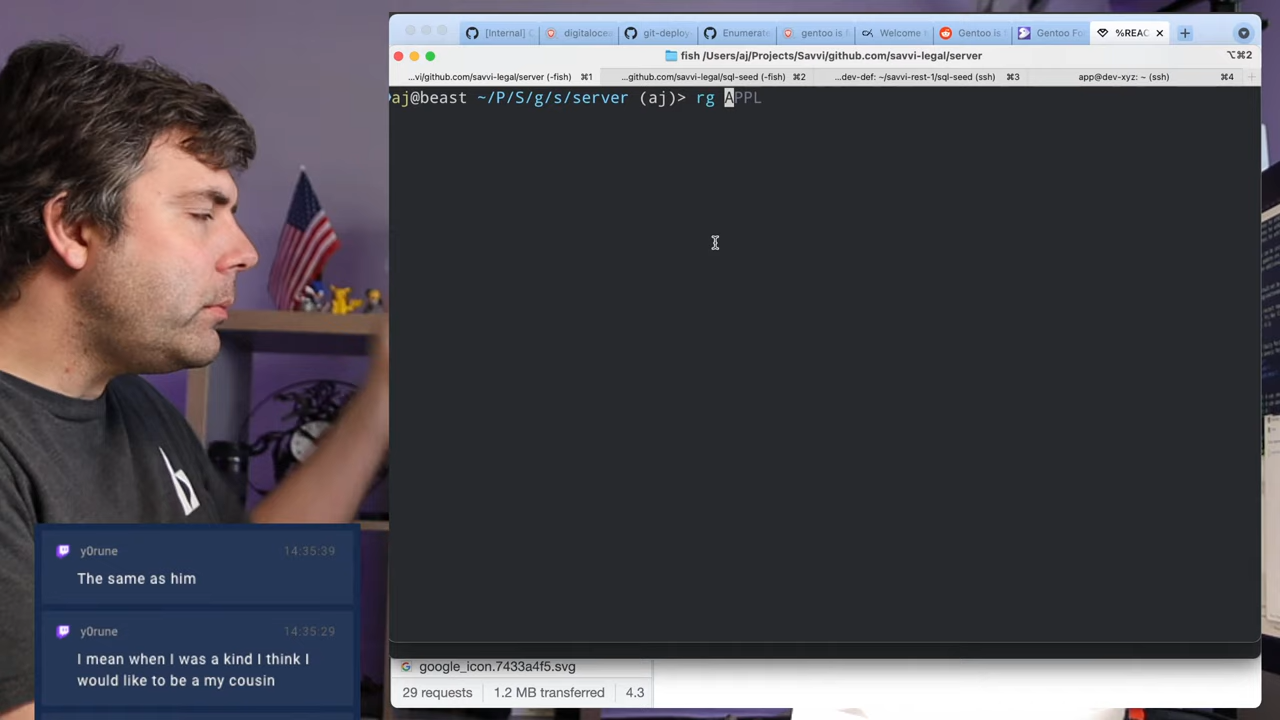 [Internal] C
digitalocea
git-deploy
Enumerate
gentoo is f
Welcome
Gentoo is
Gentoo Fo
%REAC
fish /Users/aj/Projects/Savvi/github.com/savvi-legal/server
⌥⌘2
...vi/github.com/savvi-legal/server (-fish) ⌘1
...github.com/savvi-legal/sql-seed (-fish) ⌘2
...dev-def: ~/savvi-rest-1/sql-seed (ssh) ⌘3
app@dev-xyz: ~ (ssh) ⌘4
aj@beast ~/P/S/g/s/server (aj)> rg APPL
y0rune 14:35:39
The same as him
y0rune 14:35:29
I mean when I was a kind I think I
would like to be a my cousin
google_icon.7433a4f5.svg
29 requests 1.2 MB transferred 4.3